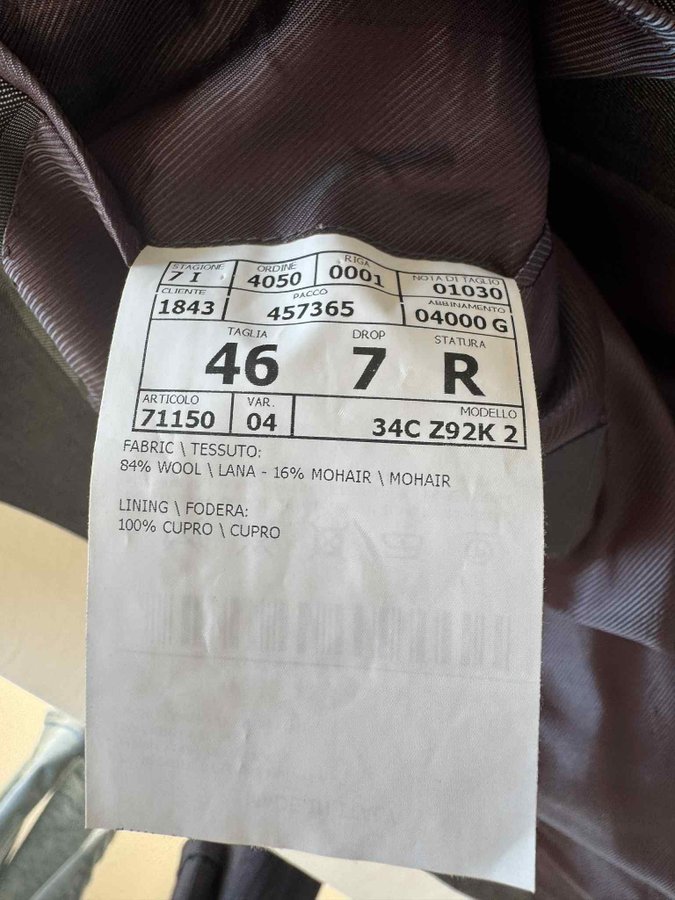 STAGIONE ORDINE RIGA NOTA DI TAGLIO
7 I 4050 0001 01030
CLIENTE PACCO ABBINAMENTO
1843 457365 04000 G
TAGLIA DROP STATURA
46 7 R
ARTICOLO VAR. MODELLO
71150 04 34C Z92K 2
FABRIC \ TESSUTO:
84% WOOL \ LANA - 16% MOHAIR \ MOHAIR
LINING \ FODERA:
100% CUPRO \ CUPRO